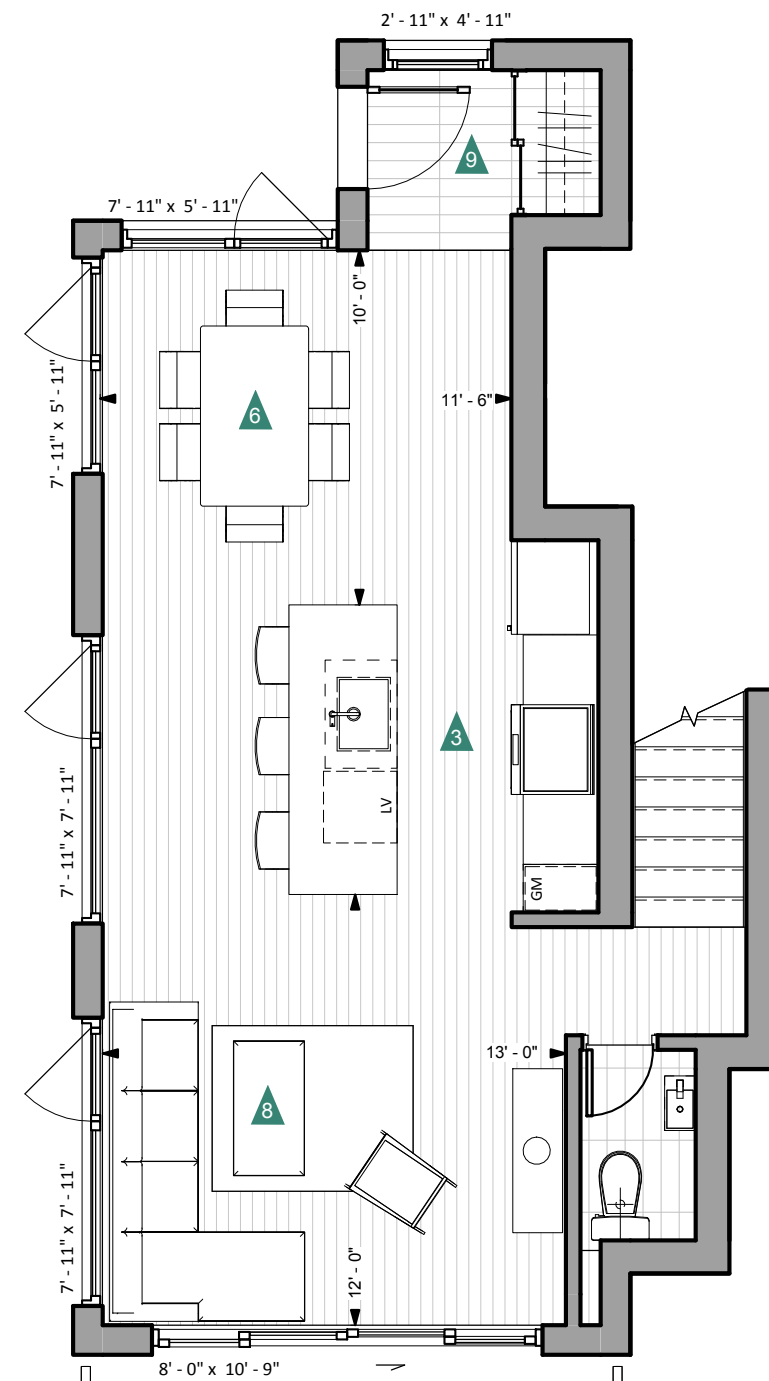 2' - 11" x 4' - 11"
9
7' - 11" x 5' - 11"
10' - 0"
7' - 11" x 5' - 11"
11' - 6"
6
3
7' - 11" x 7' - 11"
LV
GM
13' - 0"
8
7' - 11" x 7' - 11"
12' - 0"
8' - 0" x 10' - 9"